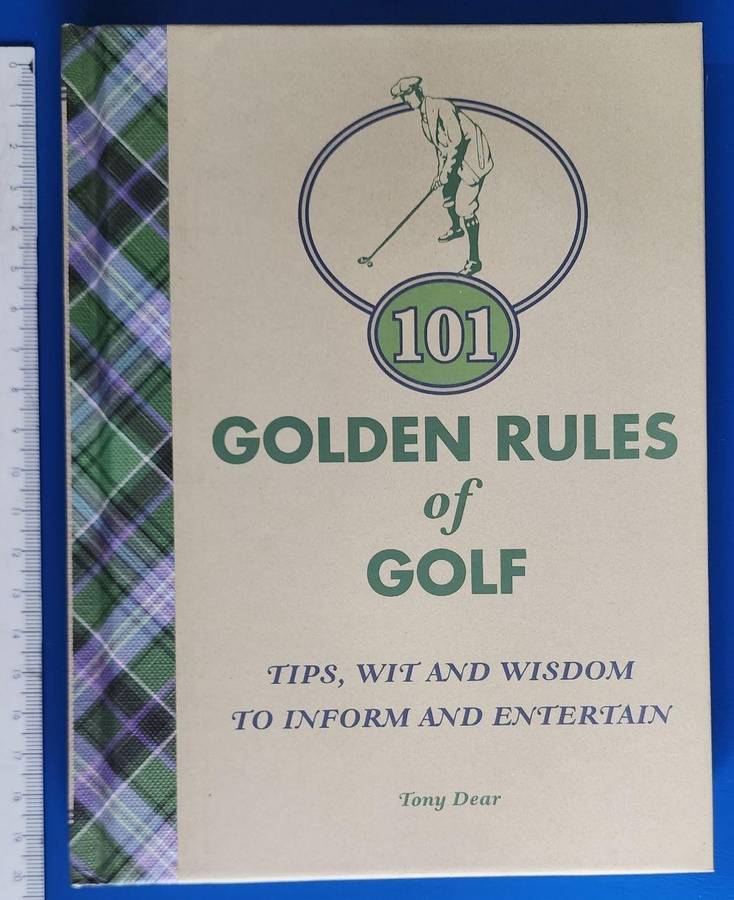 101
GOLDEN RULES
of
GOLF
TIPS, WIT AND WISDOM
TO INFORM AND ENTERTAIN
Tony Dear